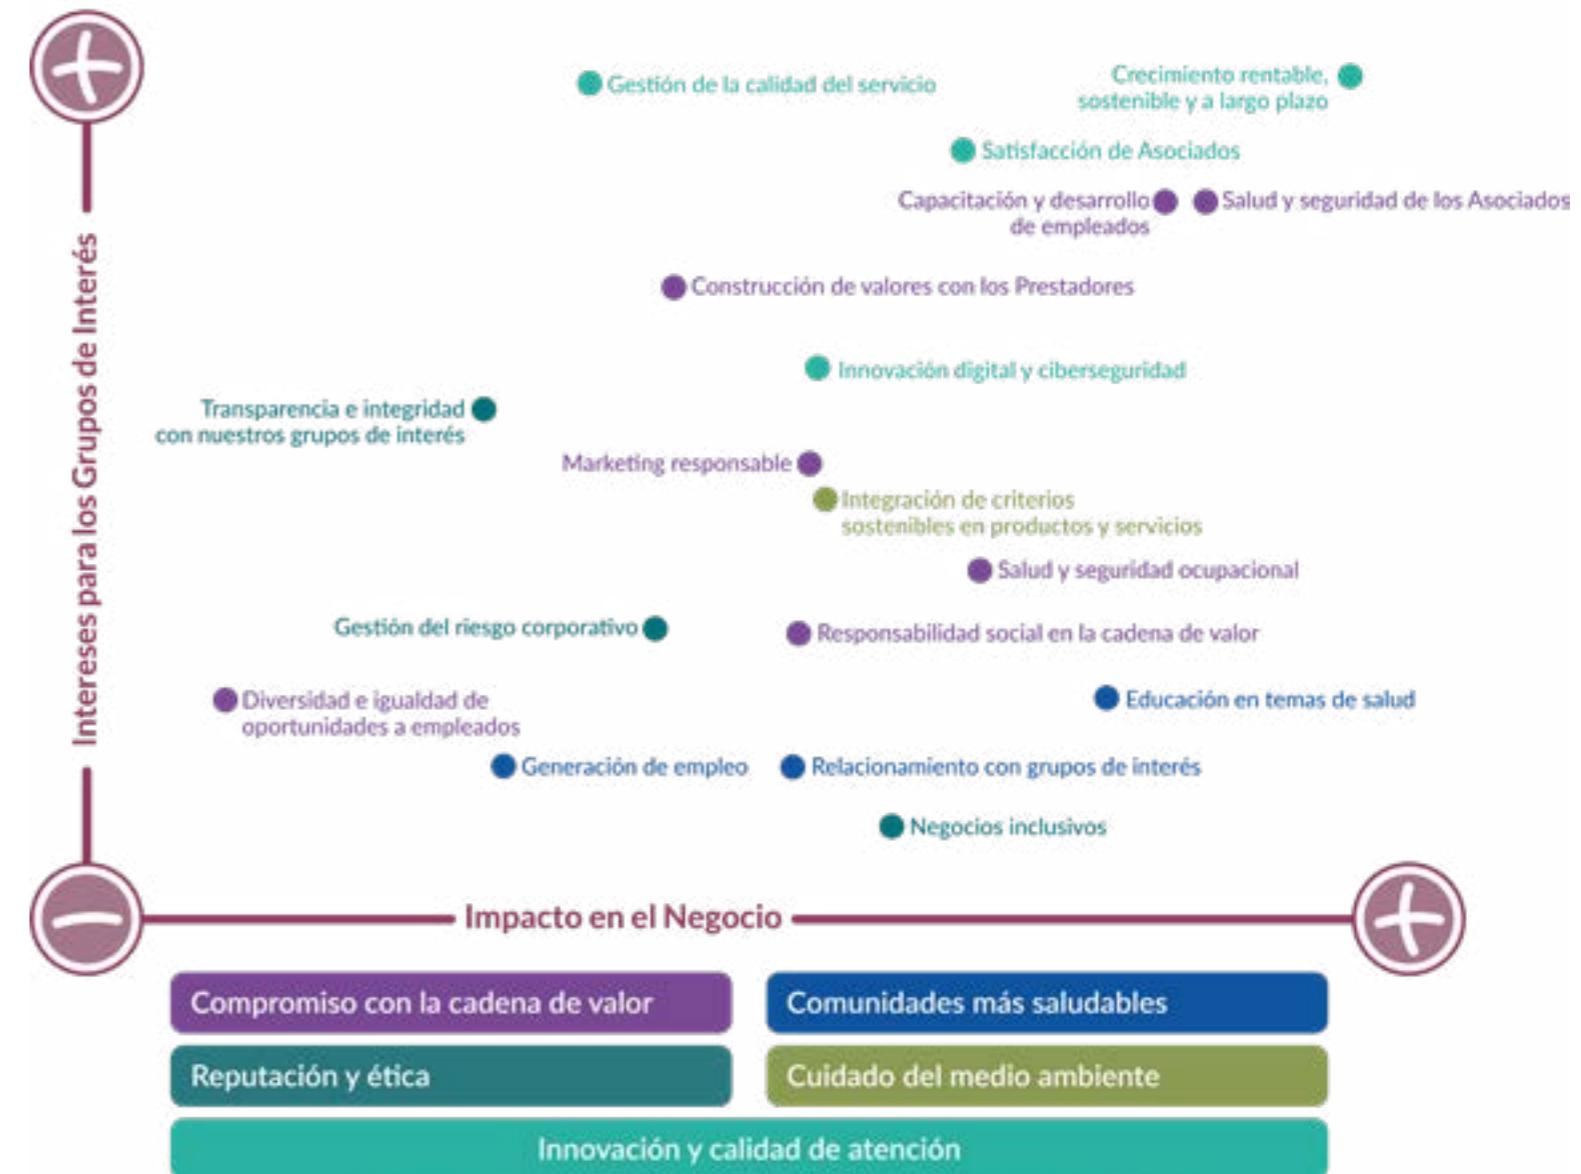 Gestión de la calidad del servicio
Crecimiento rentable,
sostenible y a largo plazo
Satisfacción de Asociados
Capacitación y desarrollo
de empleados
Salud y seguridad de los Asociados
Construcción de valores con los Prestadores
Innovación digital y ciberseguridad
Transparencia e integridad
con nuestros grupos de interés
Marketing responsable
Integración de criterios
sostenibles en productos y servicios
Salud y seguridad ocupacional
Gestión del riesgo corporativo
Responsabilidad social en la cadena de valor
Diversidad e igualdad de
oportunidades a empleados
Educación en temas de salud
Generación de empleo
Relacionamiento con grupos de interés
Negocios inclusivos
Intereses para los Grupos de Interés
Impacto en el Negocio
Compromiso con la cadena de valor
Comunidades más saludables
Reputación y ética
Cuidado del medio ambiente
Innovación y calidad de atención